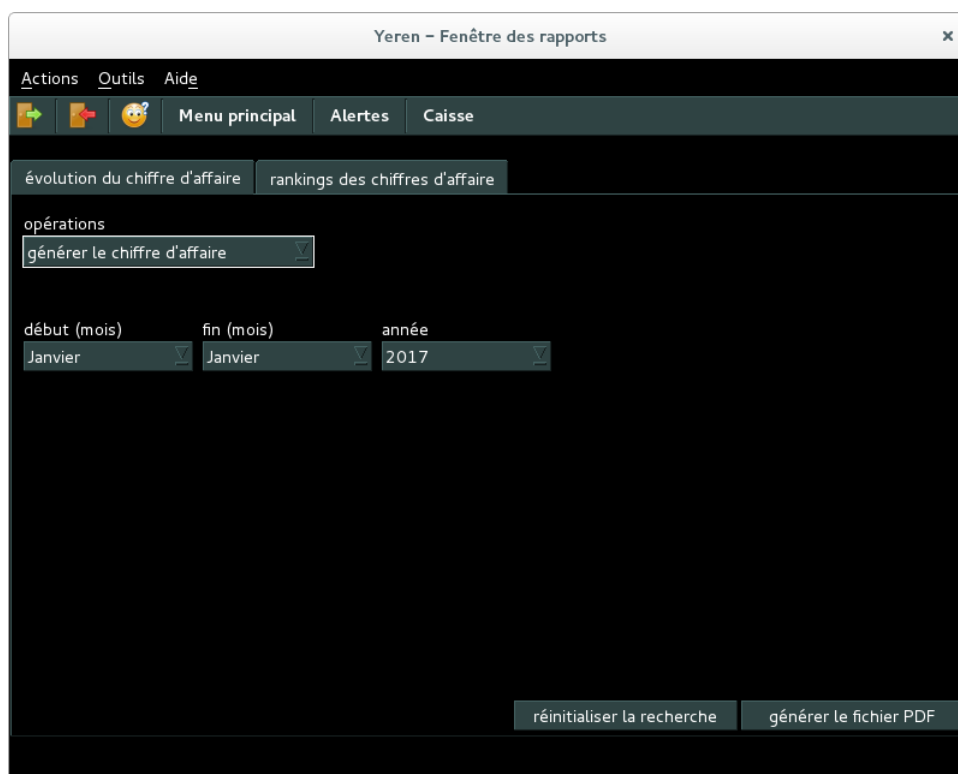 Yeren – Fenêtre des rapports
Actions Outils Aide
Menu principal Alertes Caisse
évolution du chiffre d'affaire rankings des chiffres d'affaire
opérations
générer le chiffre d'affaire
début (mois) fin (mois) année
Janvier Janvier 2017
réinitialiser la recherche générer le fichier PDF